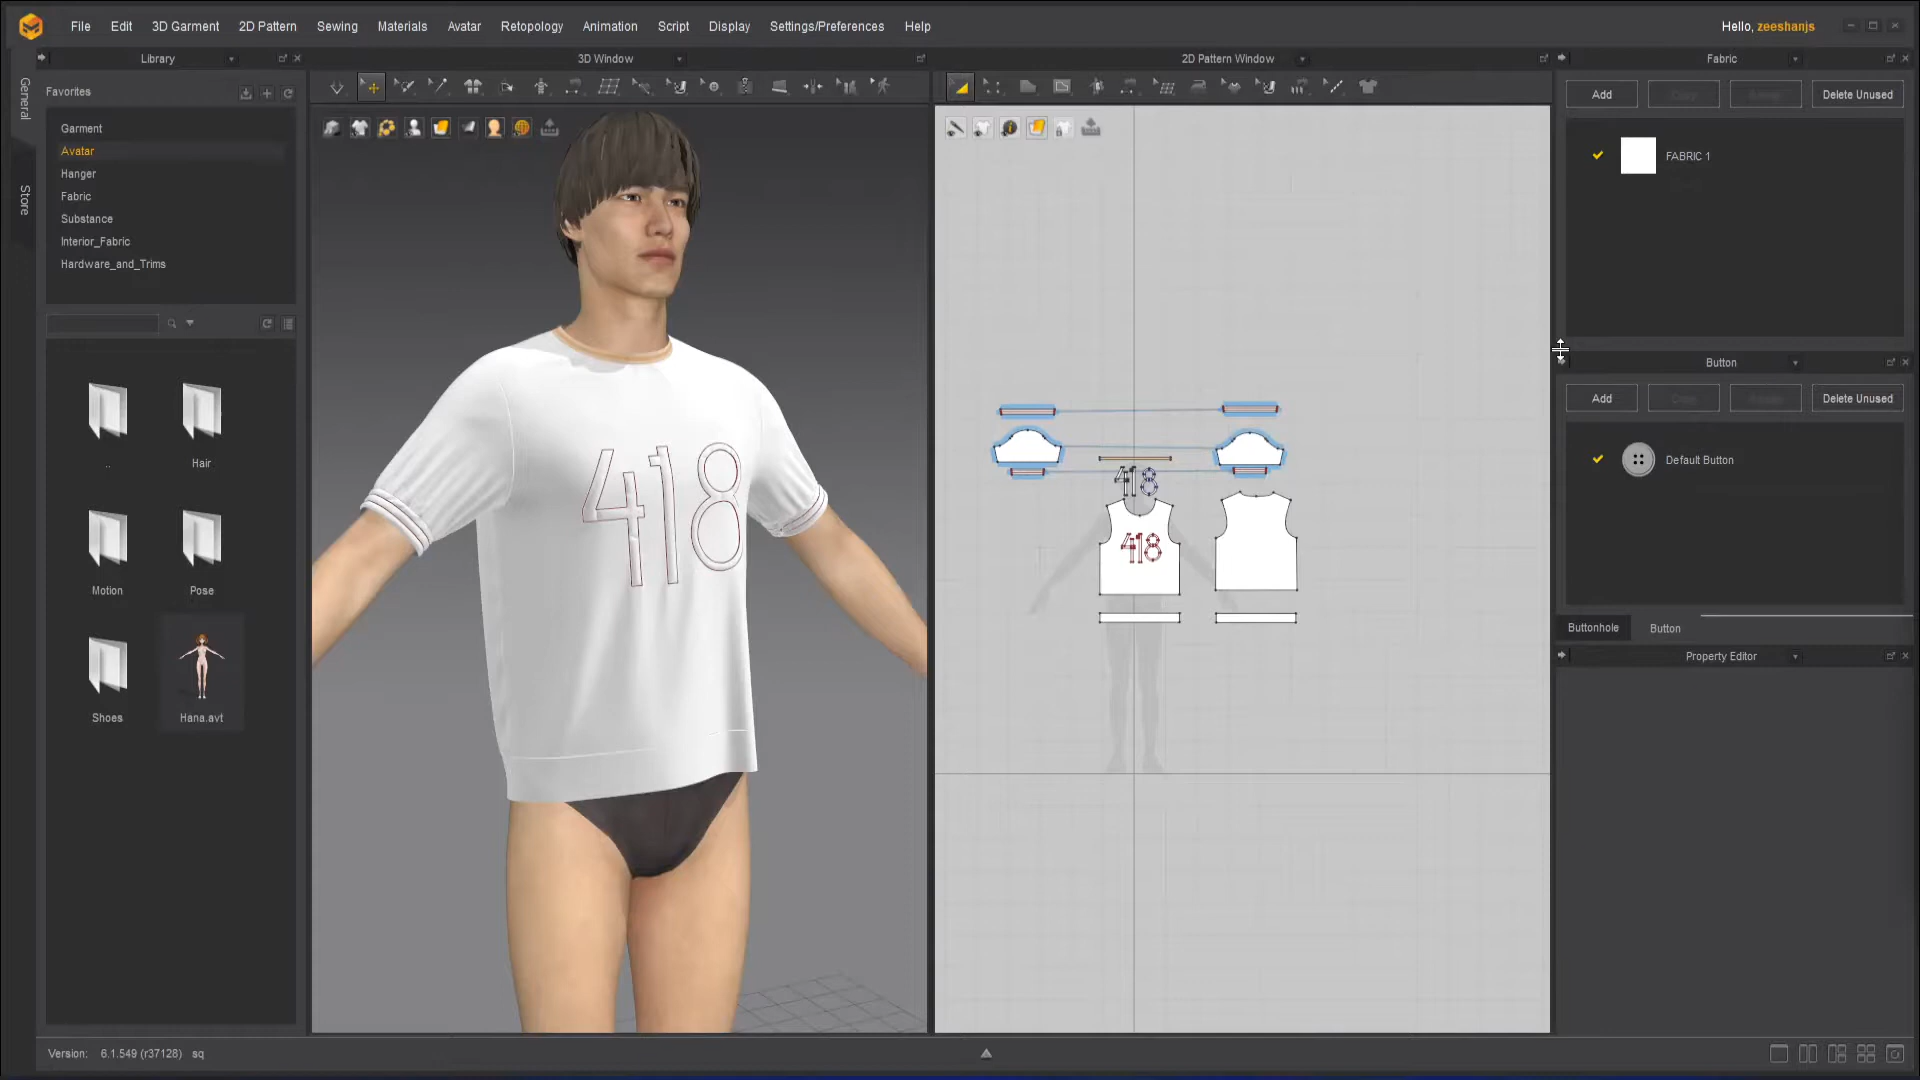 File Edit 3D Garment 2D Pattern Sewing Materials Avatar Retopology Animation Script Display Settings/Preferences Help
Hello, zeeshanjs
Library
3D Window
2D Pattern Window
Fabric
General
Store
Favorites
Garment
Avatar
Hanger
Fabric
Substance
Interior_Fabric
Hardware_and_Trims
..
Hair
Motion
Pose
Shoes
Hana.avt
418
418
418
Add
Delete Unused
FABRIC 1
Button
Add
Delete Unused
Default Button
Buttonhole
Button
Property Editor
Version: 6.1.549 (r37128) sq